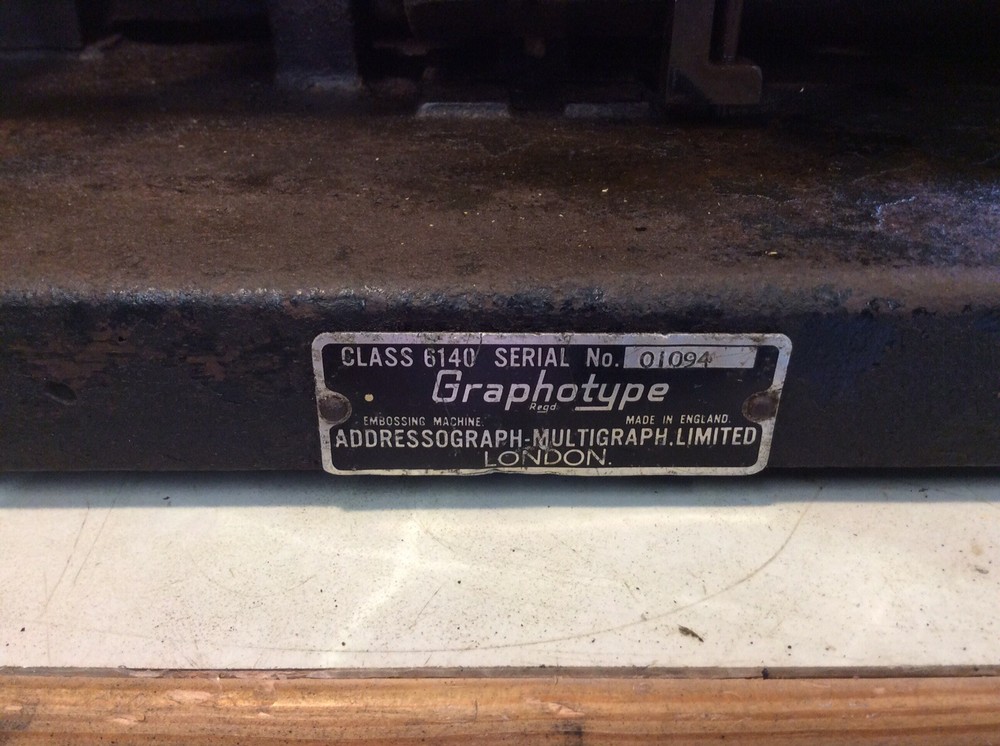 CLASS 6140 SERIAL No. 01094
Graphotype
Regd.
EMBOSSING MACHINE. MADE IN ENGLAND.
ADDRESSOGRAPH-MULTIGRAPH.LIMITED
LONDON.